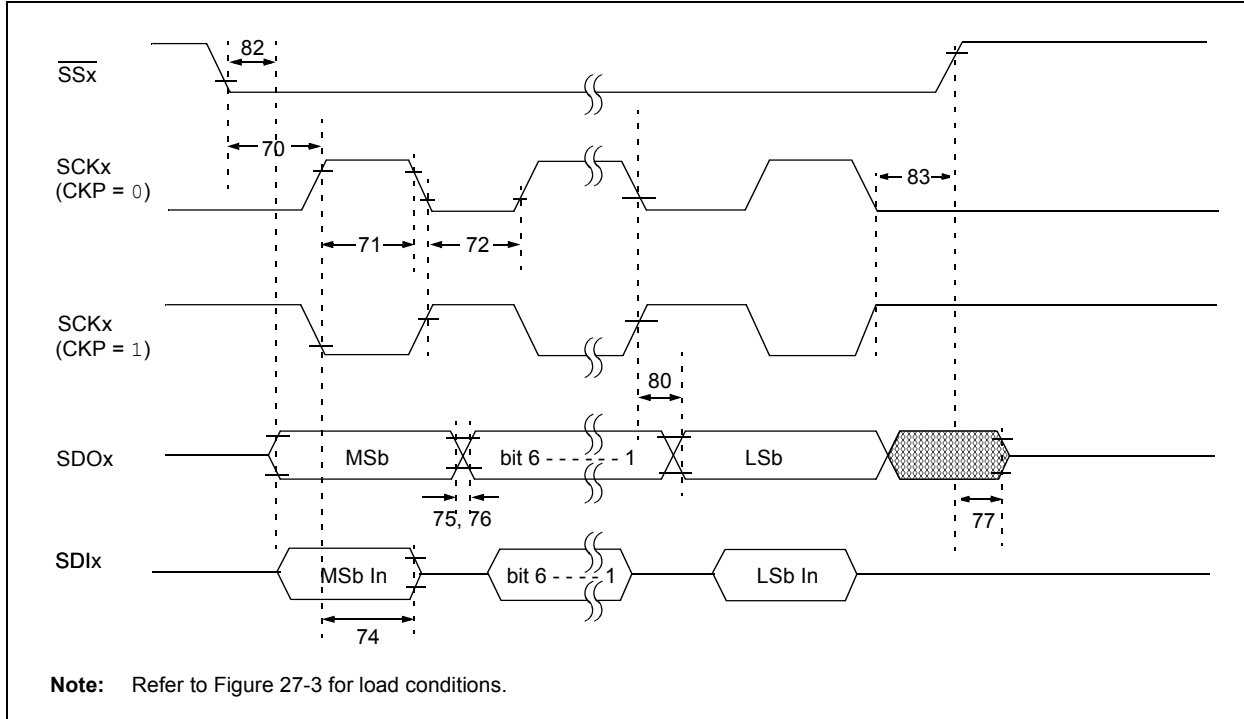 82
SSx
70
SCKx
(CKP = 0)
83
71
72
SCKx
(CKP = 1)
80
SDOx
MSb
bit 6 - - - - - - 1
LSb
75, 76
77
SDIx
MSb In
bit 6 - - - - 1
LSb In
74
Note: Refer to Figure 27-3 for load conditions.